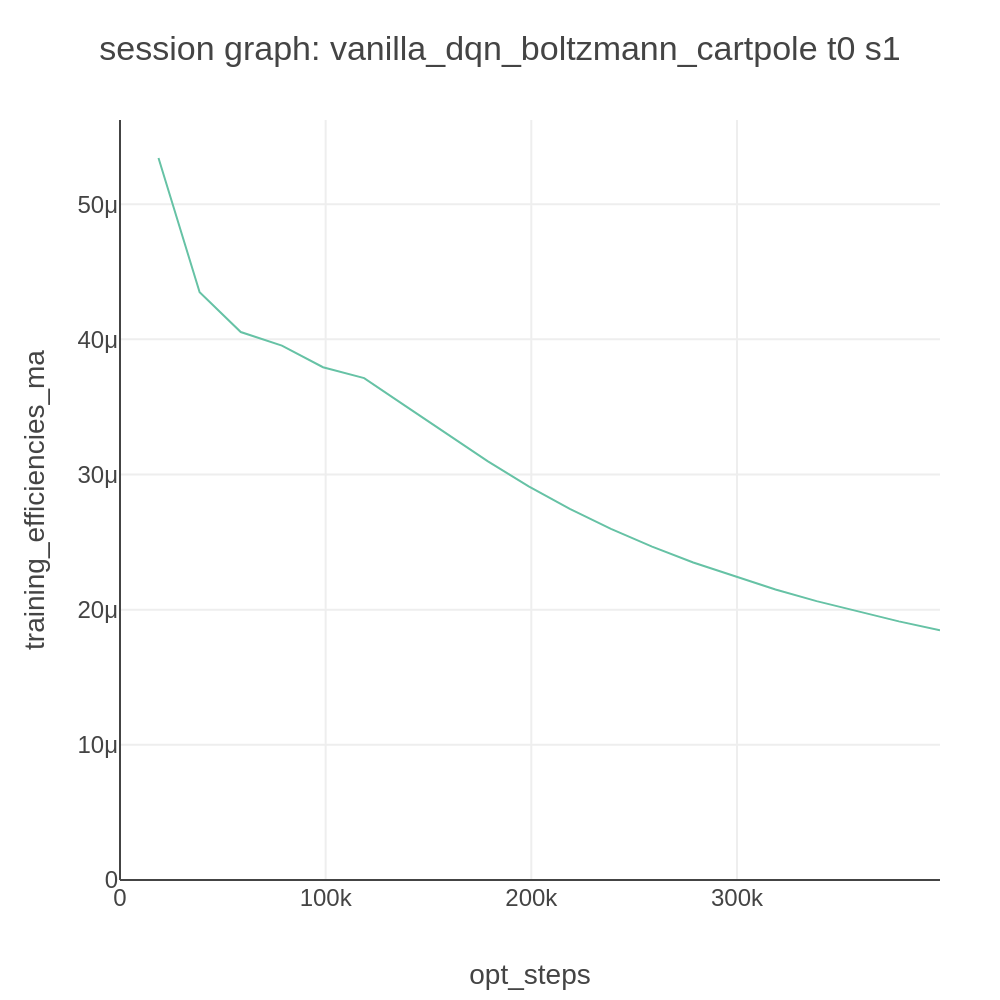 session graph: vanilla_dqn_boltzmann_cartpole t0 s1
training_efficiencies_ma
50μ
40μ
30μ
20μ
10μ
0
0 100k 200k 300k
opt_steps